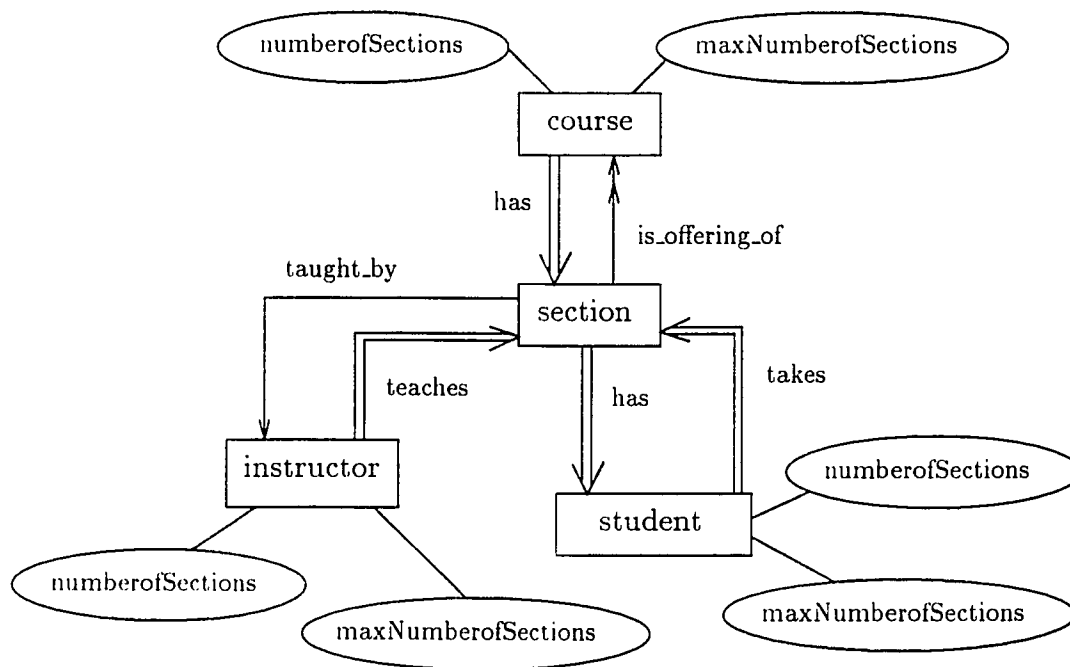 numberofSections
maxNumberofSections
course
has
is_offering_of
taught_by
section
teaches
takes
has
instructor
numberofSections
student
numberofSections
maxNumberofSections
maxNumberofSections